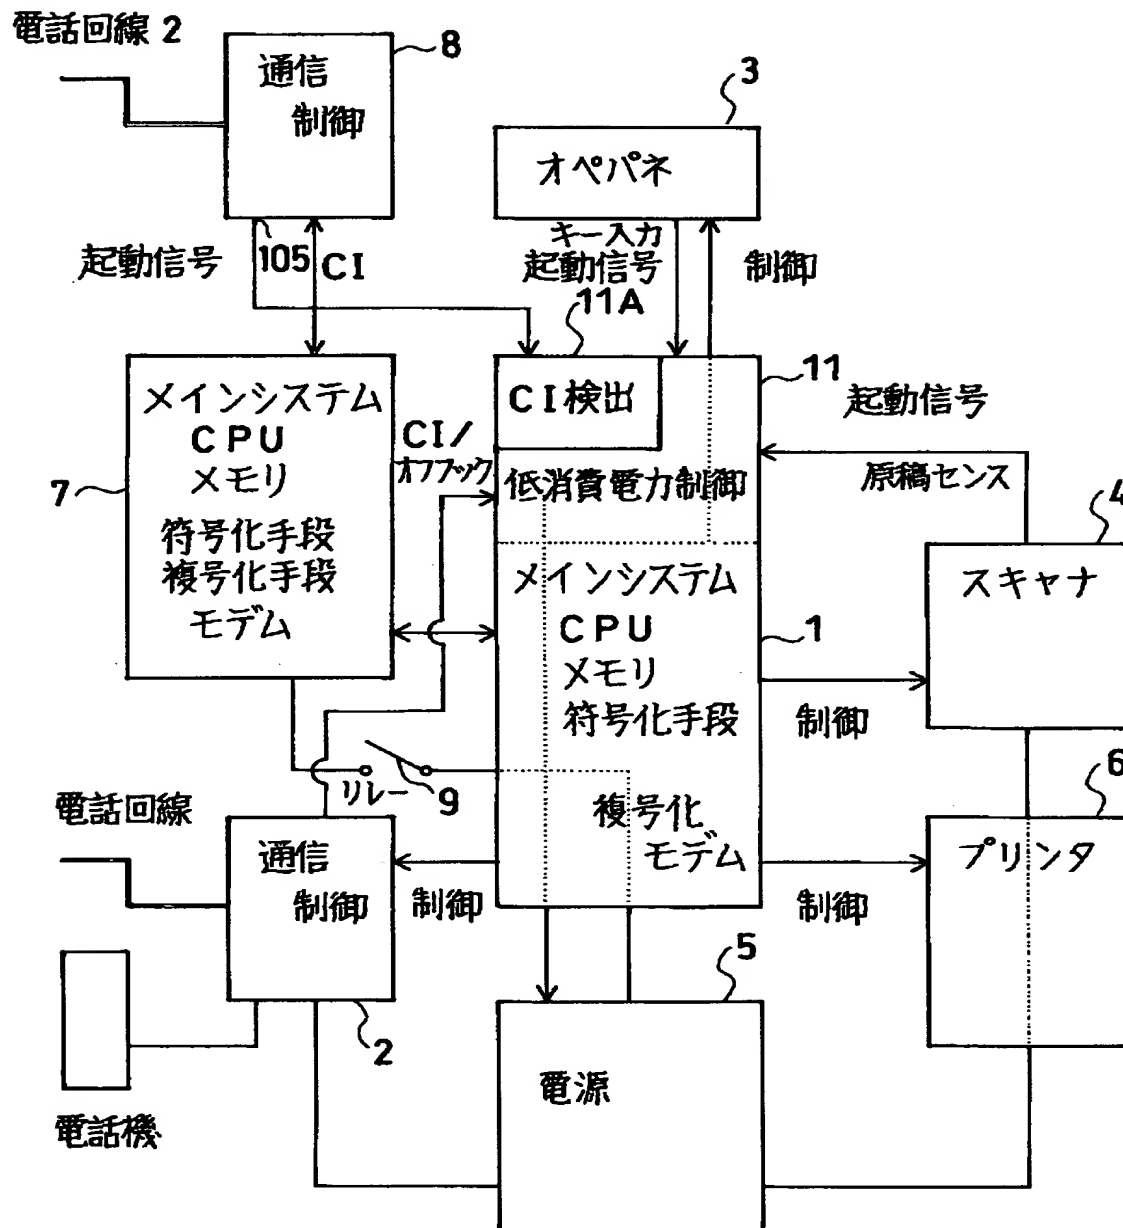 電話回線 2
8
通信
制御
3
オペパネ
起動信号
105
CI
キー入力
起動信号
制御
11A
11
CI検出
起動信号
メインシステム
CPU
メモリ
符号化手段
複号化手段
モデム
7
CI/
オフフック
低消費電力制御
原稿センス
4
スキャナ
メインシステム
CPU
メモリ
符号化手段
複号化
モデム
1
制御
リレー
9
6
プリンタ
電話回線
通信
制御
制御
制御
2
5
電源
電話機